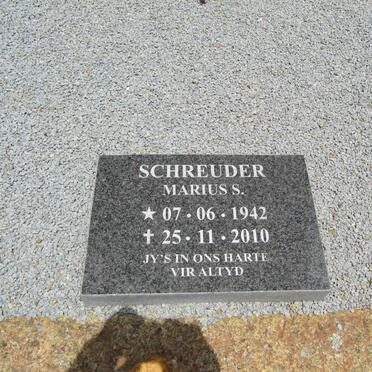 SCHREUDER
MARIUS S.
★ 07 · 06 · 1942
✝ 25 · 11 · 2010
JY'S IN ONS HARTE
VIR ALTYD